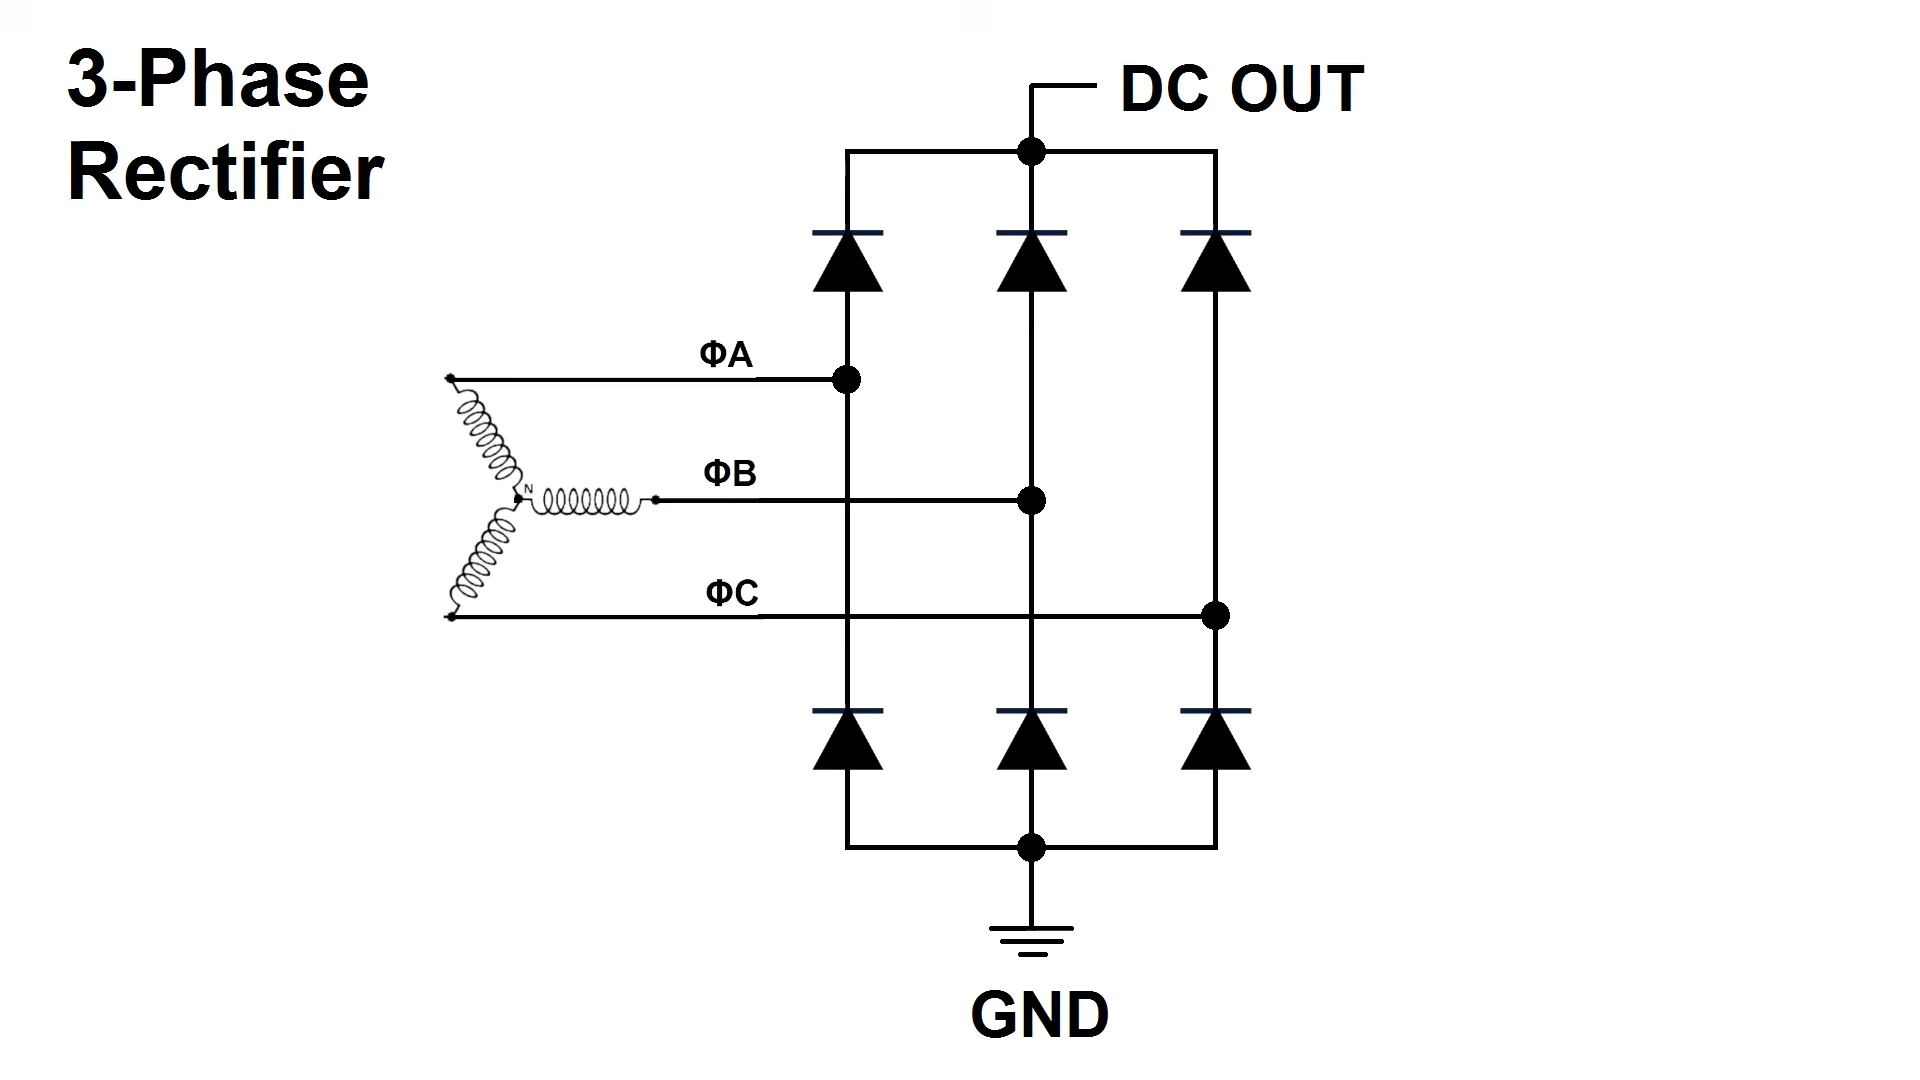 3-Phase
Rectifier
DC OUT
ΦA
ΦB
N
ΦC
GND